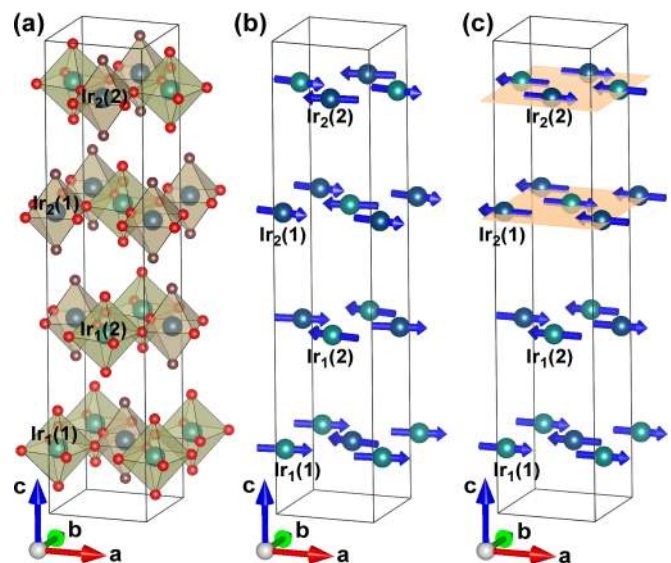 (a) (b) (c)
Ir2(2) Ir2(2) Ir2(2)
Ir2(1) Ir2(1) Ir2(1)
Ir1(2) Ir1(2) Ir1(2)
Ir1(1) Ir1(1) Ir1(1)
c c c
b b b
a a a